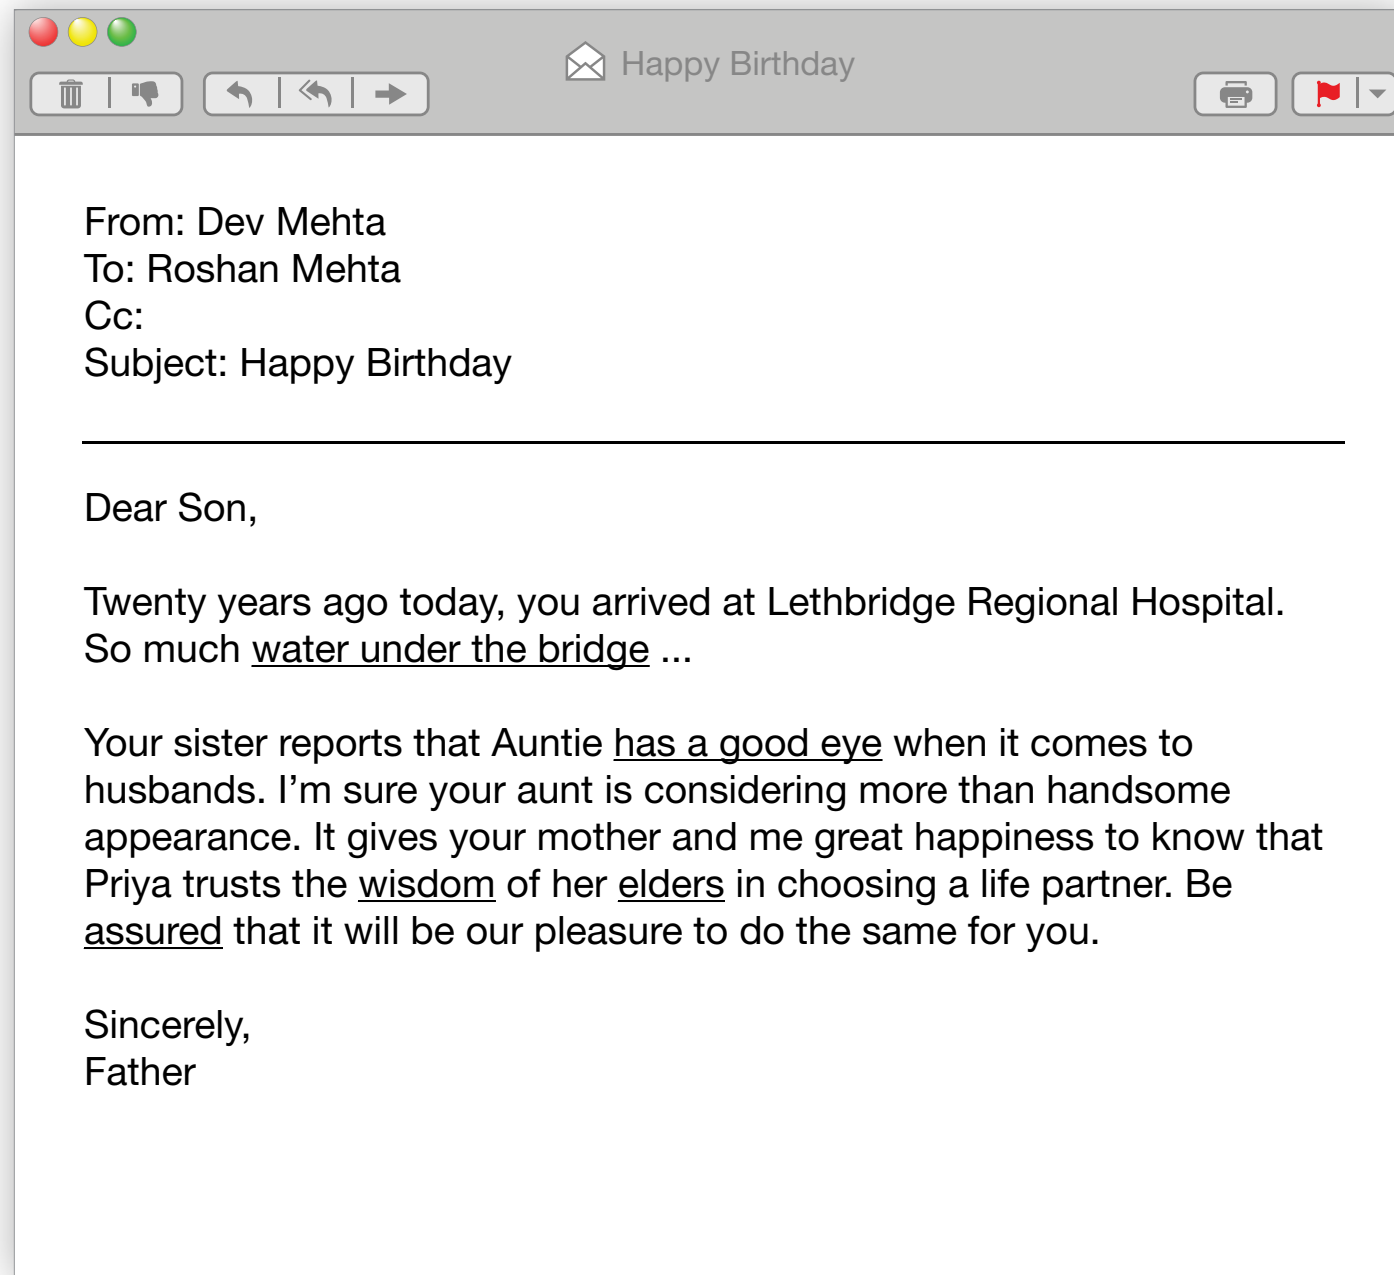 Happy Birthday
From: Dev Mehta
To: Roshan Mehta
Cc:
Subject: Happy Birthday
Dear Son,
Twenty years ago today, you arrived at Lethbridge Regional Hospital.
So much water under the bridge ...
Your sister reports that Auntie has a good eye when it comes to
husbands. I’m sure your aunt is considering more than handsome
appearance. It gives your mother and me great happiness to know that
Priya trusts the wisdom of her elders in choosing a life partner. Be
assured that it will be our pleasure to do the same for you.
Sincerely,
Father